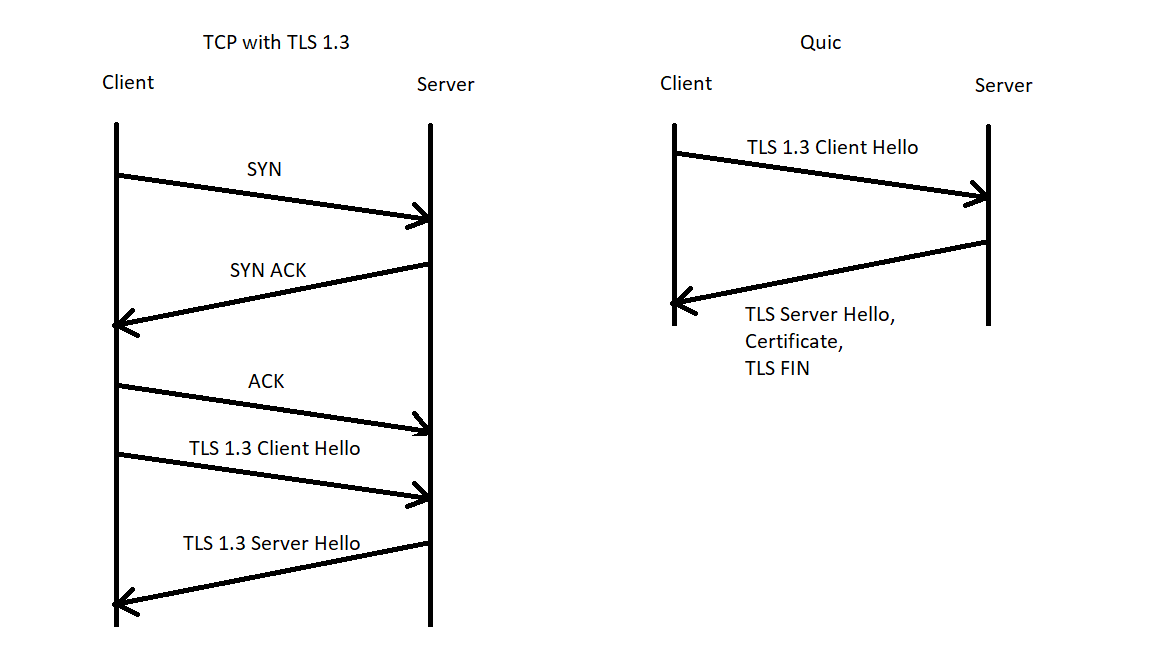 TCP with TLS 1.3
Client
Server
SYN
SYN ACK
ACK
TLS 1.3 Client Hello
TLS 1.3 Server Hello
Quic
Client
Server
TLS 1.3 Client Hello
TLS Server Hello,
Certificate,
TLS FIN